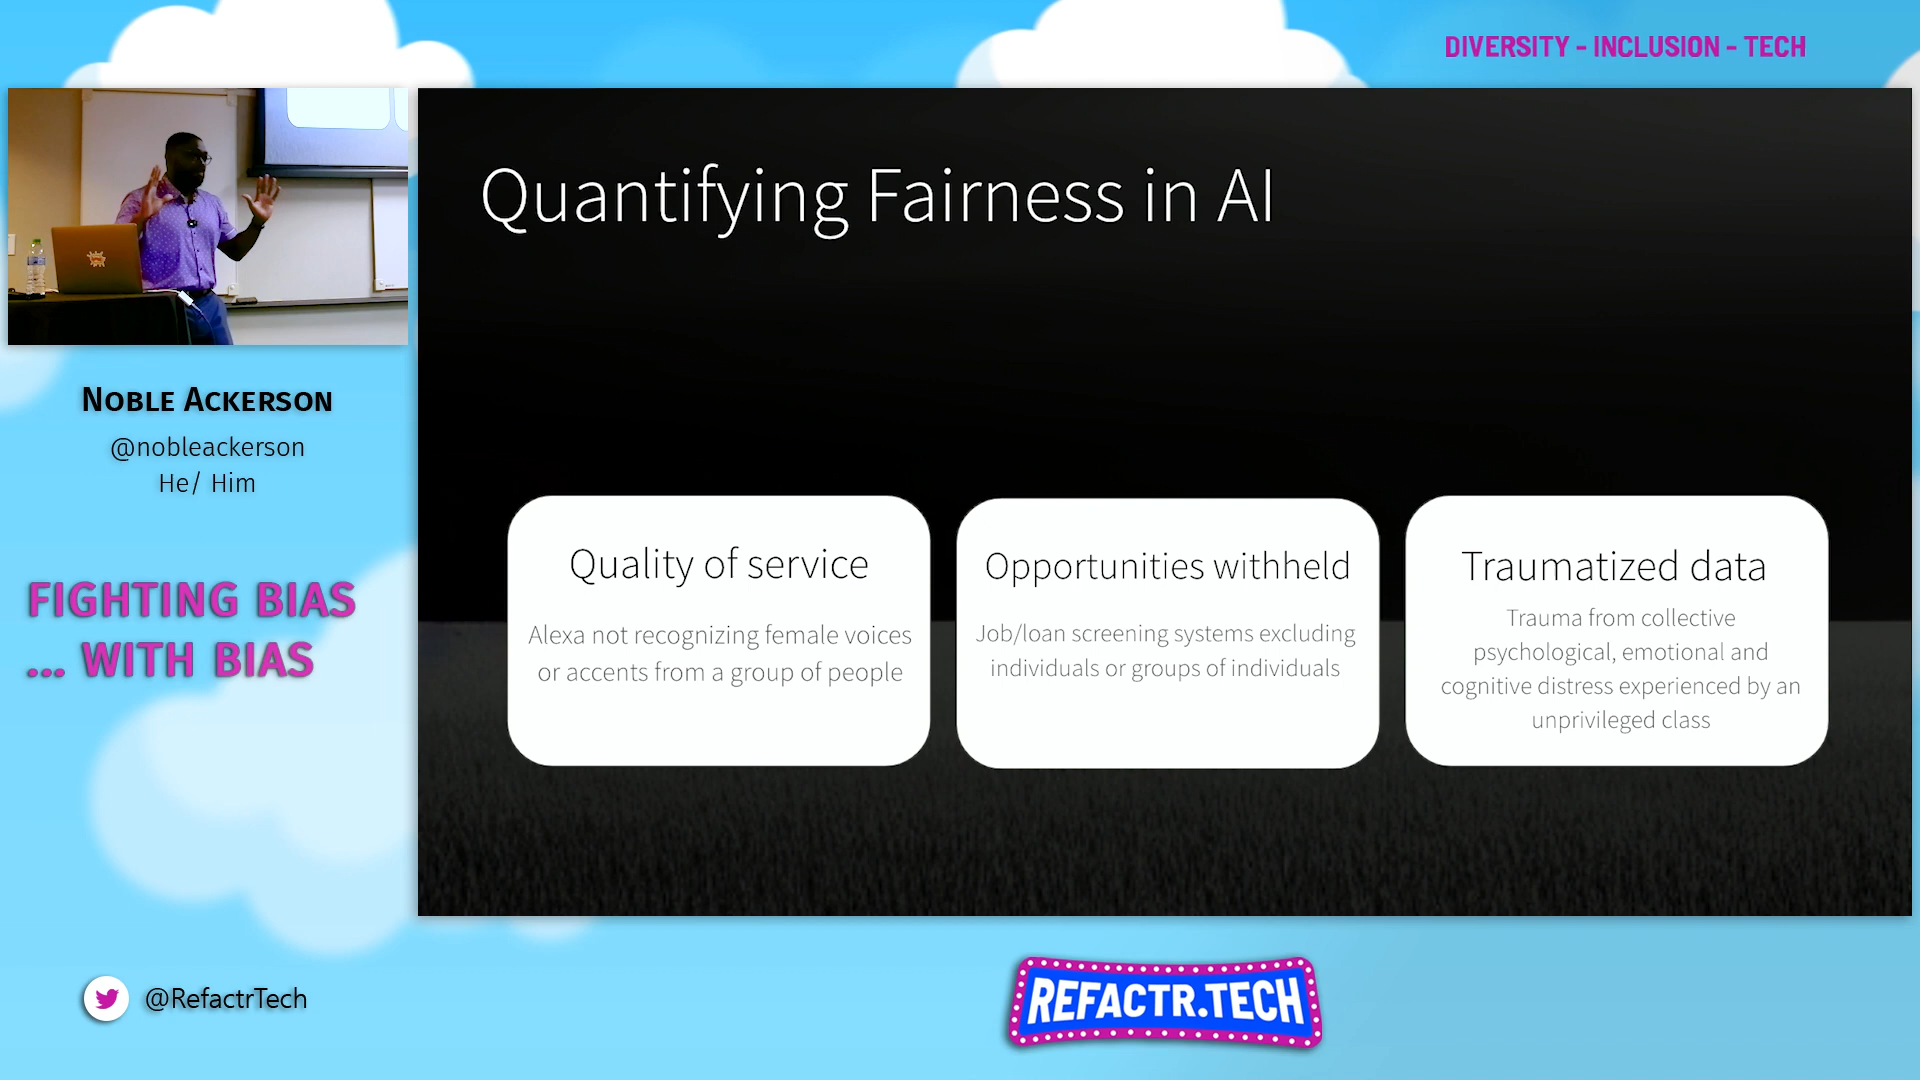 DIVERSITY - INCLUSION - TECH
Noble Ackerson
@nobleackerson
He/ Him
FIGHTING BIAS
... WITH BIAS
Quantifying Fairness in AI
Quality of service
Alexa not recognizing female voices
or accents from a group of people
Opportunities withheld
Job/loan screening systems excluding
individuals or groups of individuals
Traumatized data
Trauma from collective
psychological, emotional and
cognitive distress experienced by an
unprivileged class
@RefactrTech
REFACTR.TECH